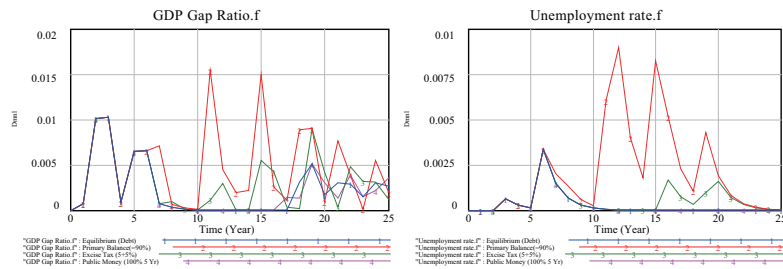 GDP Gap Ratio.f
0.02
0.015
0.01
0.005
0
Dmnl
0 5 10 15 20 25
Time (Year)
"GDP Gap Ratio.f" : Equilibrium (Debt)
"GDP Gap Ratio.f" : Primary Balance(=90%)
"GDP Gap Ratio.f" : Excise Tax (5+5%)
"GDP Gap Ratio.f" : Public Money (100% 5 Yr)
Unemployment rate.f
0.01
0.0075
0.005
0.0025
0
Dmnl
0 5 10 15 20 25
Time (Year)
"Unemployment rate.f" : Equilibrium (Debt)
"Unemployment rate.f" : Primary Balance(=90%)
"Unemployment rate.f" : Excise Tax (5+5%)
"Unemployment rate.f" : Public Money (100% 5 Yr)